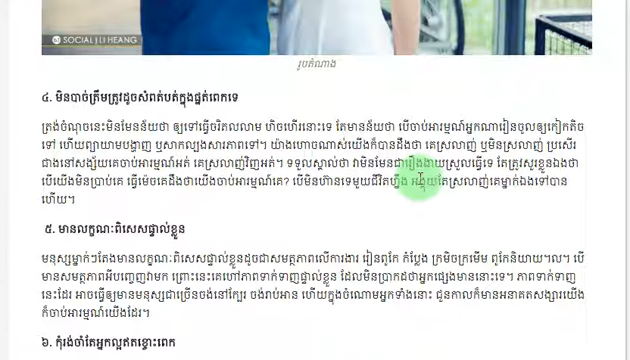 SOCIAL | LI HEANG
រូបតំណាង
៤. មិនបាច់ត្រឹមត្រូវដូចសំពត់បត់ក្នុងផ្នត់ពេកទេ
ត្រង់ចំណុចនេះមិនមែនន័យថា ឲ្យទៅធ្វើចរិតលលាម ហិចហើរនោះទេ តែមានន័យថា បើចាប់អារម្មណ៍អ្នកណារៀនចូលឲ្យកៀកតិច
ទៅ ហើយព្យាយាមបង្ហាញ ឬសាកល្បងសារភាពទៅ។ យ៉ាងហោចណាស់យើងក៏បានដឹងថា គេស្រលាញ់ ឬមិនស្រលាញ់ ប្រសើរ
ជាងនៅសង្ស័យគេចាប់អារម្មណ៍អត់ គេស្រលាញ់វិញអត់។ ទទួលស្គាល់ថា វាមិនមែនជារឿងងាយស្រួលធ្វើទេ តែត្រូវសួរខ្លួនឯងថា
បើយើងមិនប្រាប់គេ ធ្វើម៉េចគេដឹងថាយើងចាប់អារម្មណ៍គេ? បើមិនហ៊ានទេមួយជីវិតហ្នឹង អង្គុយតែស្រលាញ់គេម្នាក់ឯងទៅបាន
ហើយ។
៥. មានលក្ខណៈពិសេសផ្ទាល់ខ្លួន
មនុស្សម្នាក់ៗតែងមានលក្ខណៈពិសេសផ្ទាល់ខ្លួនដូចជាសមត្ថភាពលើការងារ រៀនពូកែ កំប្លែង ក្រមិចក្រមើម ពូកែនិយាយ។ល។ បើ
មានសមត្ថភាពអីបញ្ចេញវាមក ព្រោះនេះគេហៅភាពទាក់ទាញផ្ទាល់ខ្លួន ដែលមិនប្រាកដថាអ្នកផ្សេងមាននោះទេ។ ភាពទាក់ទាញ
នេះដែរ អាចធ្វើឲ្យមានមនុស្សជាច្រើនចង់នៅក្បែរ ចង់រាប់អាន ហើយក្នុងចំណោមអ្នកទាំងនោះ ជួនកាលក៏មានអនាគតសង្សារយើង
ក៏ចាប់អារម្មណ៍យើងដែរ។
៦. កុំរង់ចាំតែអ្នកល្អឥតខ្ចោះពេក